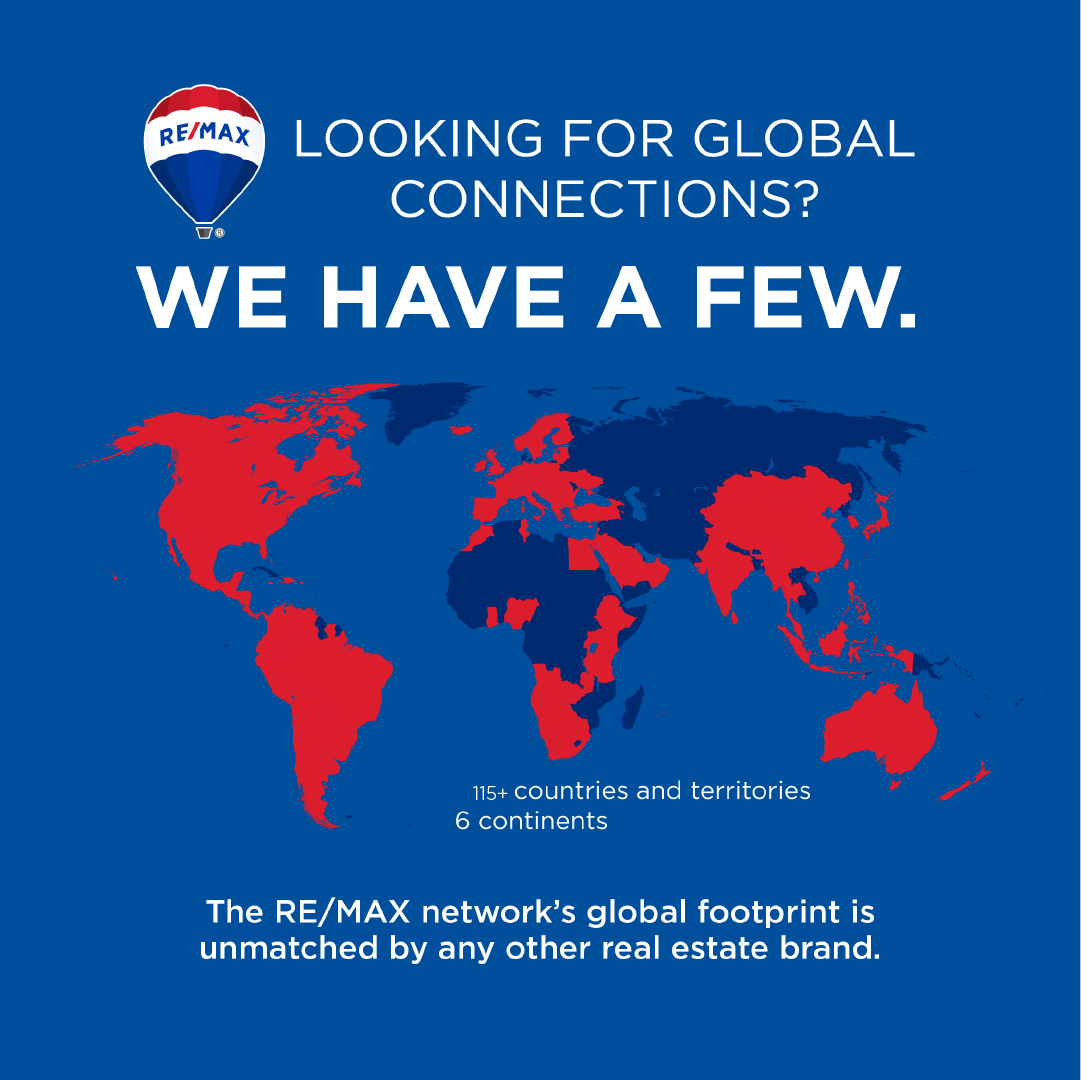 RE/MAX
®
LOOKING FOR GLOBAL
CONNECTIONS?
WE HAVE A FEW.
115+ countries and territories
6 continents
The RE/MAX network’s global footprint is
unmatched by any other real estate brand.